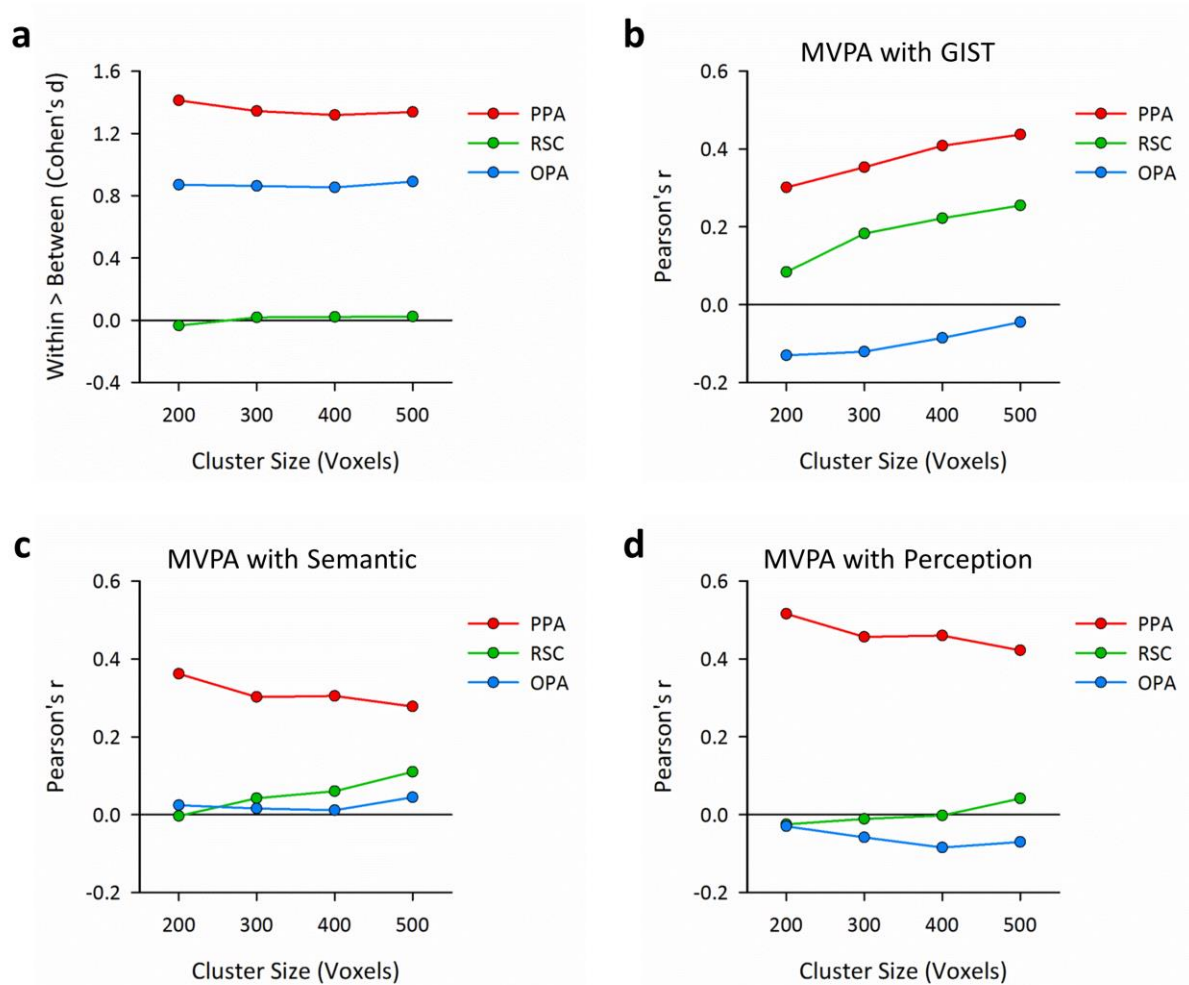 a
1.6
1.2
0.8
0.4
0.0
-0.4
Within > Between (Cohen's d)
200 300 400 500
Cluster Size (Voxels)
PPA
RSC
OPA
b
MVPA with GIST
0.6
0.4
0.2
0.0
-0.2
Pearson's r
200 300 400 500
Cluster Size (Voxels)
PPA
RSC
OPA
c
MVPA with Semantic
0.6
0.4
0.2
0.0
-0.2
Pearson's r
200 300 400 500
Cluster Size (Voxels)
PPA
RSC
OPA
d
MVPA with Perception
0.6
0.4
0.2
0.0
-0.2
Pearson's r
200 300 400 500
Cluster Size (Voxels)
PPA
RSC
OPA